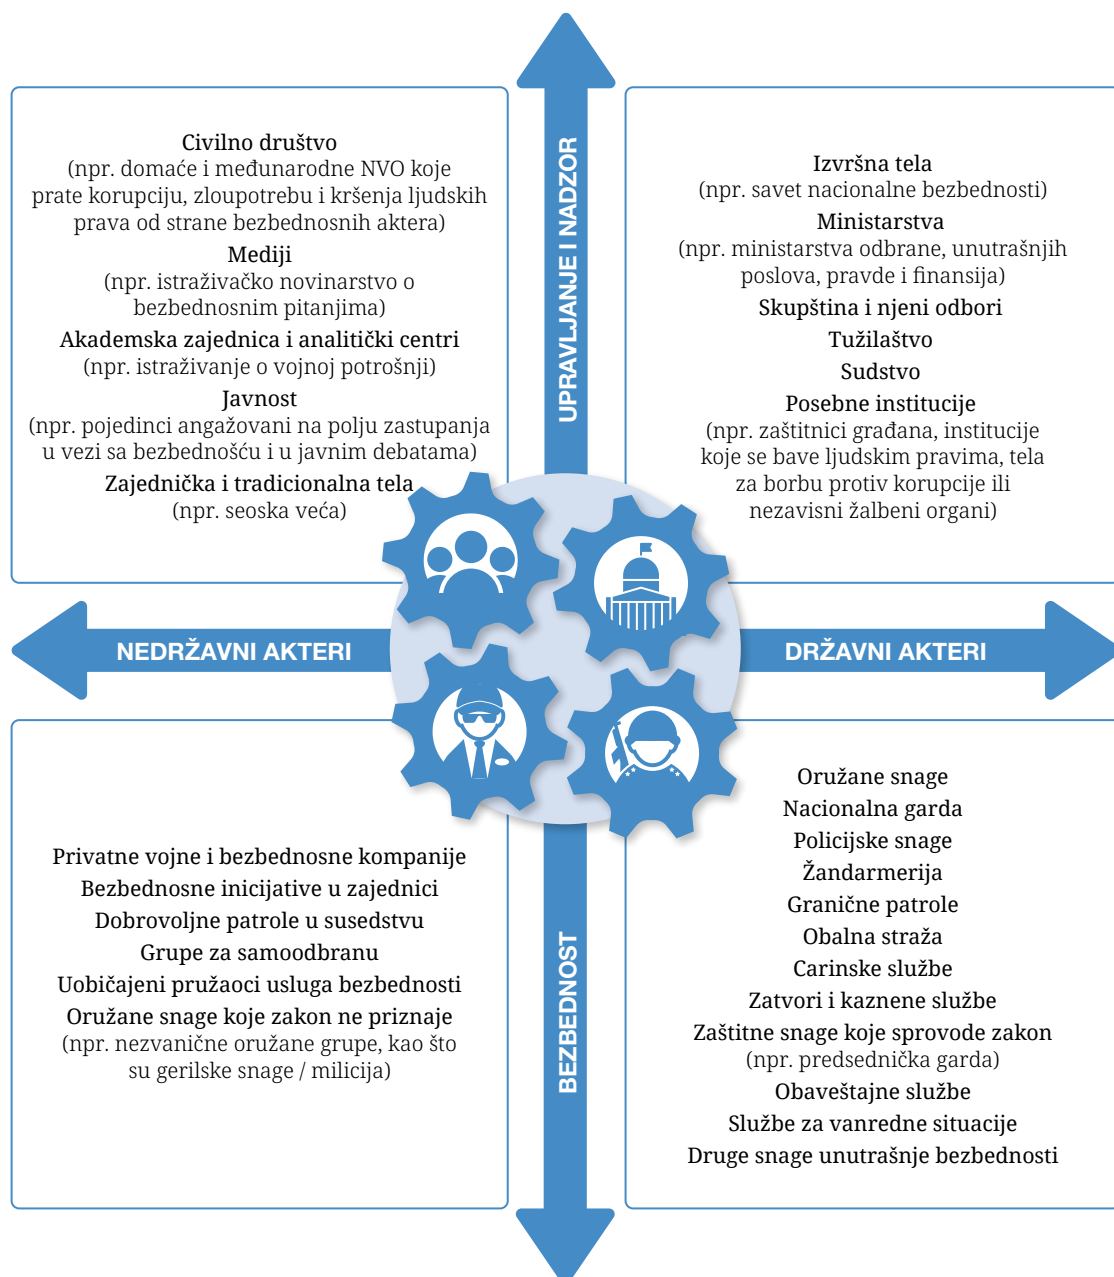 Civilno društvo
(npr. domaće i međunarodne NVO koje
prate korupciju, zloupotrebu i kršenja ljudskih
prava od strane bezbednosnih aktera)
Mediji
(npr. istraživačko novinarstvo o
bezbednosnim pitanjima)
Akademska zajednica i analitički centri
(npr. istraživanje o vojnoj potrošnji)
Javnost
(npr. pojedinci angažovani na polju zastupanja
u vezi sa bezbednošću i u javnim debatama)
Zajednička i tradicionalna tela
(npr. seoska veća)
UPRAVLJANJE I NADZOR
Izvršna tela
(npr. savet nacionalne bezbednosti)
Ministarstva
(npr. ministarstva odbrane, unutrašnjih
poslova, pravde i finansija)
Skupština i njeni odbori
Tužilaštvo
Sudstvo
Posebne institucije
(npr. zaštitnici građana, institucije
koje se bave ljudskim pravima, tela
za borbu protiv korupcije ili
nezavisni žalbeni organi)
NEDRŽAVNI AKTERI
DRŽAVNI AKTERI
Privatne vojne i bezbednosne kompanije
Bezbednosne inicijative u zajednici
Dobrovoljne patrole u susedstvu
Grupe za samoodbranu
Uobičajeni pružaoci usluga bezbednosti
Oružane snage koje zakon ne priznaje
(npr. nezvanične oružane grupe, kao što
su gerilske snage / milicija)
BEZBEDNOST
Oružane snage
Nacionalna garda
Policijske snage
Žandarmerija
Granične patrole
Obalna straža
Carinske službe
Zatvori i kaznene službe
Zaštitne snage koje sprovode zakon
(npr. predsednička garda)
Obaveštajne službe
Službe za vanredne situacije
Druge snage unutrašnje bezbednosti